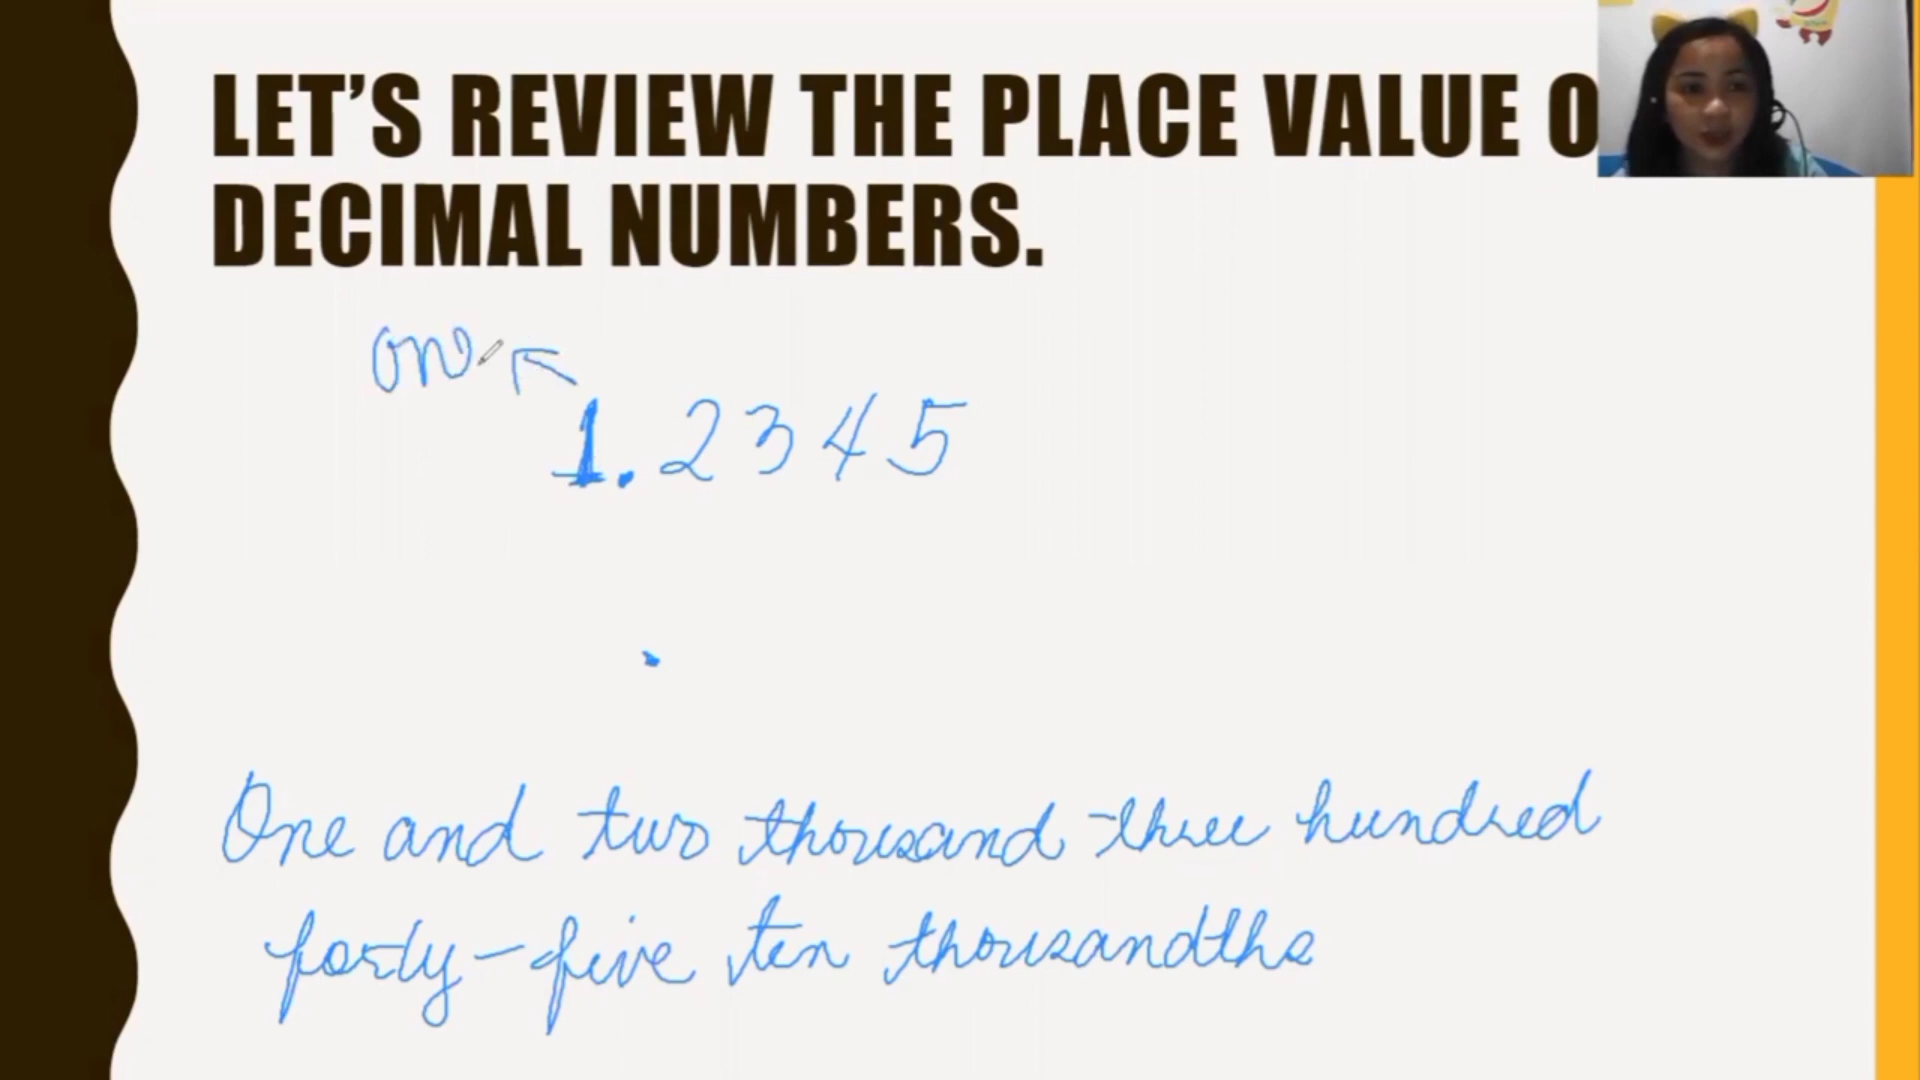 LET'S REVIEW THE PLACE VALUE O
DECIMAL NUMBERS.
one
1.2345
One and two thousand three hundred
forty-five ten thousandths